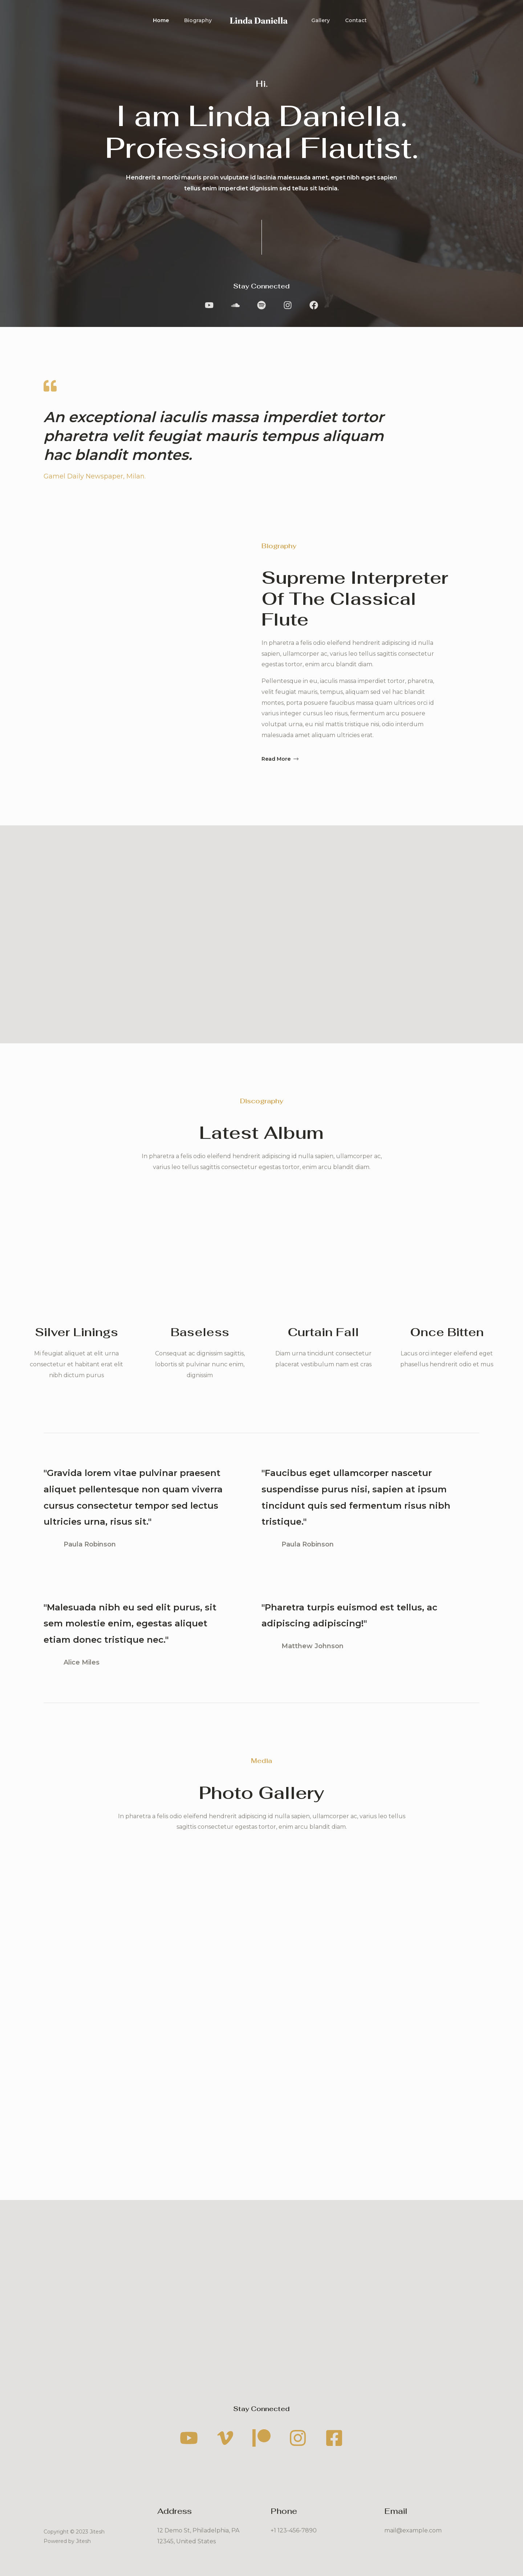 Home Biography Linda Daniella Gallery Contact
Hi.
I am Linda Daniella.
Professional Flautist.
Hendrerit a morbi mauris proin vulputate id lacinia malesuada amet, eget nibh eget sapien
tellus enim imperdiet dignissim sed tellus sit lacinia.
Stay Connected
An exceptional iaculis massa imperdiet tortor
pharetra velit feugiat mauris tempus aliquam
hac blandit montes.
Gamel Daily Newspaper, Milan.
Biography
Supreme Interpreter
Of The Classical
Flute
In pharetra a felis odio eleifend hendrerit adipiscing id nulla
sapien, ullamcorper ac, varius leo tellus sagittis consectetur
egestas tortor, enim arcu blandit diam.
Pellentesque in eu, iaculis massa imperdiet tortor, pharetra,
velit feugiat mauris, tempus, aliquam sed vel hac blandit
montes, porta posuere faucibus massa quam ultrices orci id
varius integer cursus leo risus, fermentum arcu posuere
volutpat urna, eu nisl mattis tristique nisi, odio interdum
malesuada amet aliquam ultricies erat.
Read More →
Discography
Latest Album
In pharetra a felis odio eleifend hendrerit adipiscing id nulla sapien, ullamcorper ac,
varius leo tellus sagittis consectetur egestas tortor, enim arcu blandit diam.
Silver Linings
Mi feugiat aliquet at elit urna
consectetur et habitant erat elit
nibh dictum purus
Baseless
Consequat ac dignissim sagittis,
lobortis sit pulvinar nunc enim,
dignissim
Curtain Fall
Diam urna tincidunt consectetur
placerat vestibulum nam est cras
Once Bitten
Lacus orci integer eleifend eget
phasellus hendrerit odio et mus
"Gravida lorem vitae pulvinar praesent
aliquet pellentesque non quam viverra
cursus consectetur tempor sed lectus
ultricies urna, risus sit."
Paula Robinson
"Faucibus eget ullamcorper nascetur
suspendisse purus nisi, sapien at ipsum
tincidunt quis sed fermentum risus nibh
tristique."
Paula Robinson
"Malesuada nibh eu sed elit purus, sit
sem molestie enim, egestas aliquet
etiam donec tristique nec."
Alice Miles
"Pharetra turpis euismod est tellus, ac
adipiscing adipiscing!"
Matthew Johnson
Media
Photo Gallery
In pharetra a felis odio eleifend hendrerit adipiscing id nulla sapien, ullamcorper ac, varius leo tellus
sagittis consectetur egestas tortor, enim arcu blandit diam.
Stay Connected
Copyright © 2023 Jitesh
Powered by Jitesh
Address
12 Demo St, Philadelphia, PA
12345, United States
Phone
+1 123-456-7890
Email
mail@example.com